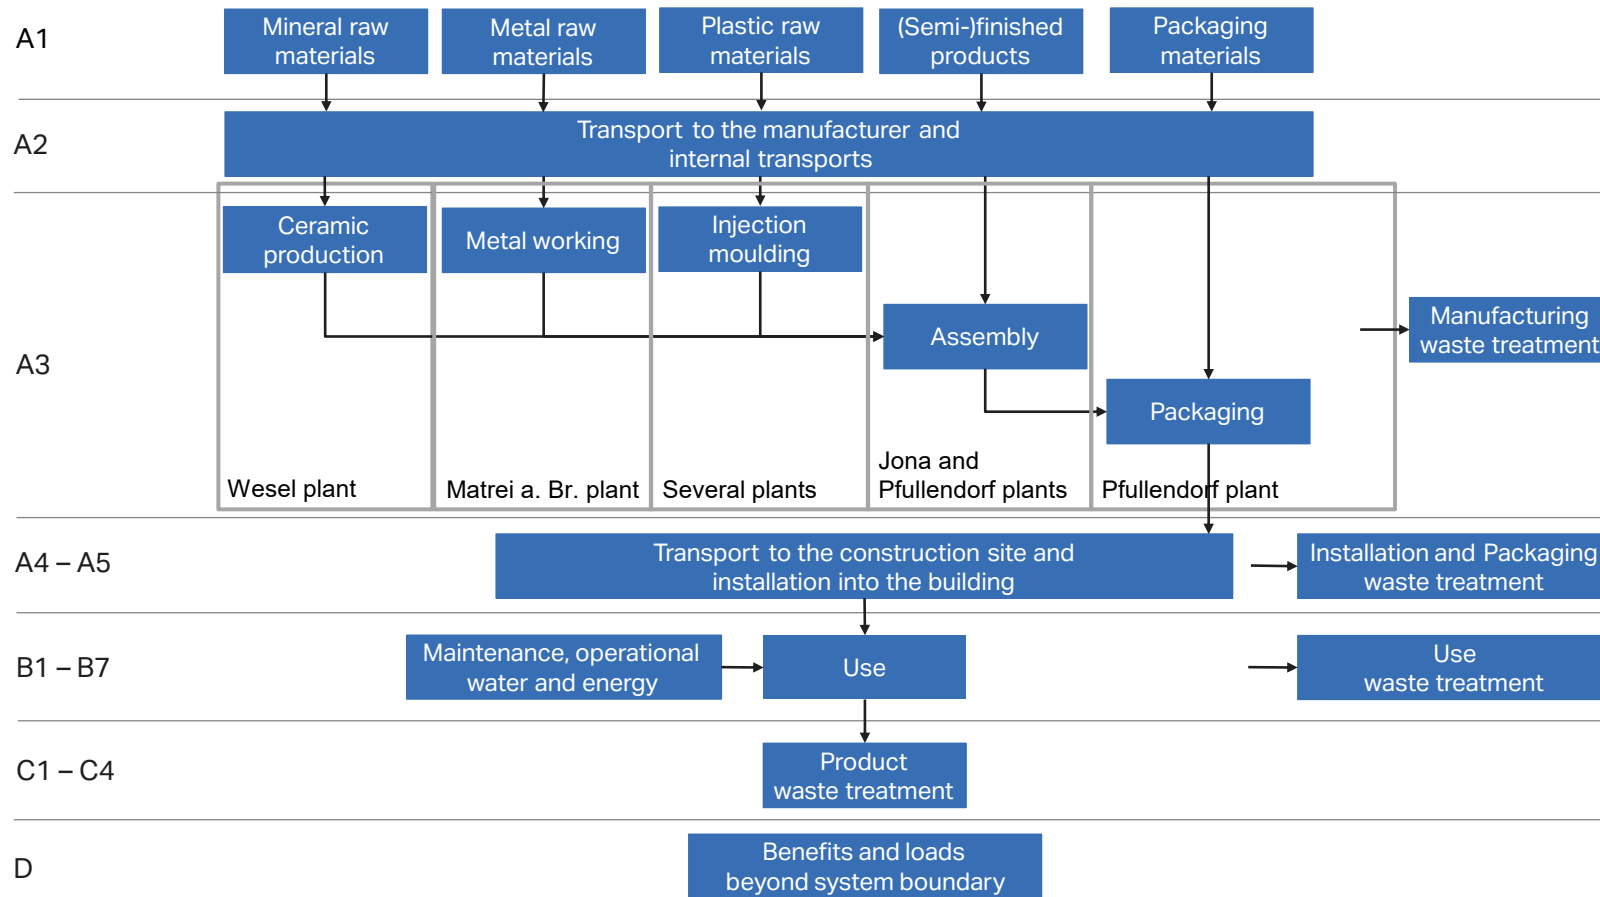 A1
Mineral raw
materials
Metal raw
materials
Plastic raw
materials
(Semi-)finished
products
Packaging
materials
A2
Transport to the manufacturer and
internal transports
A3
Ceramic
production
Metal working
Injection
moulding
Assembly
Manufacturing
waste treatment
Packaging
Wesel plant
Matrei a. Br. plant
Several plants
Jona and
Pfullendorf plants
Pfullendorf plant
A4 – A5
Transport to the construction site and
installation into the building
Installation and Packaging
waste treatment
B1 – B7
Maintenance, operational
water and energy
Use
Use
waste treatment
C1 – C4
Product
waste treatment
D
Benefits and loads
beyond system boundary